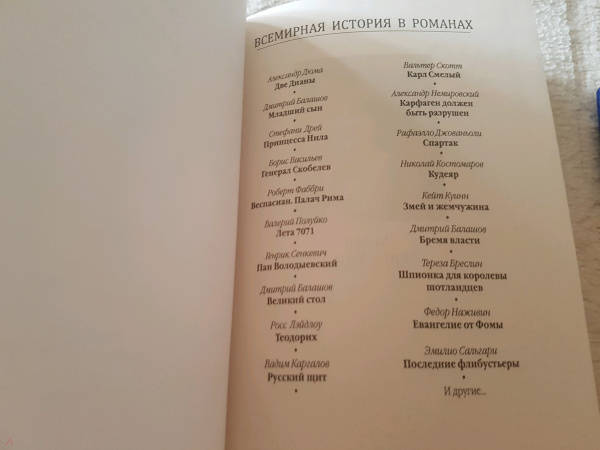 ВСЕМИРНАЯ ИСТОРИЯ В РОМАНАХ
Александр Дюма
Две Дианы
Дмитрий Балашов
Младший сын
Стефани Дрей
Принцесса Нила
Борис Васильев
Генерал Скобелев
Роберт Фаббри
Веспасиан. Палач Рима
Валерий Полуйко
Лета 7071
Генрик Сенкевич
Пан Володыевский
Дмитрий Балашов
Великий стол
Росс Лэйдлоу
Теодорих
Вадим Каргалов
Русский щит
Вальтер Скотт
Карл Смелый
Александр Немировский
Карфаген должен
быть разрушен
Рафаэлло Джованьоли
Спартак
Николай Костомаров
Кудеяр
Кейт Куинн
Змей и жемчужина
Дмитрий Балашов
Бремя власти
Тереза Бреслин
Шпионка для королевы
шотландцев
Федор Наживин
Евангелие от Фомы
Эмилио Сальгари
Последние флибустьеры
И другие...